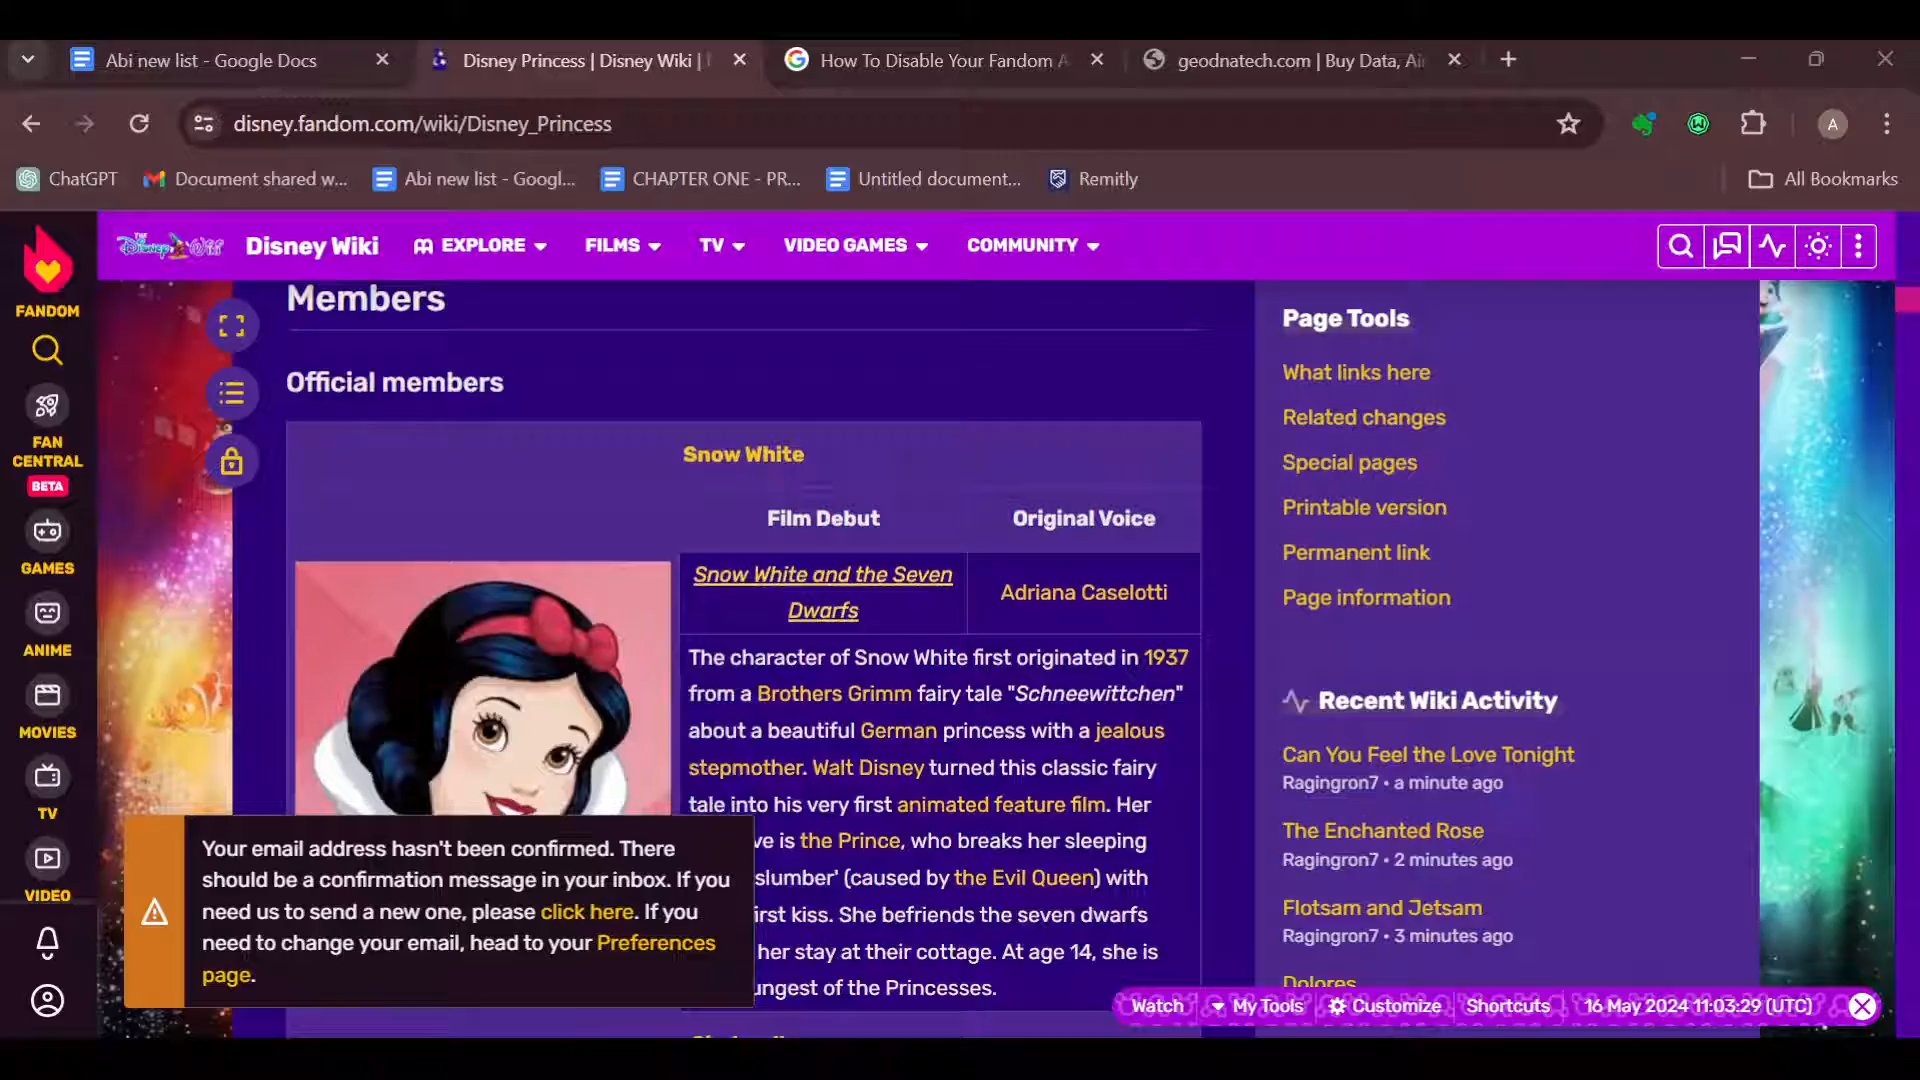 Abi new list - Google Docs
Disney Princess | Disney Wiki |
How To Disable Your Fandom A
geodnatech.com | Buy Data, Air
disney.fandom.com/wiki/Disney_Princess
A
ChatGPT
Document shared w...
Abi new list - Googl...
CHAPTER ONE - PR...
Untitled document...
Remitly
All Bookmarks
THE Disney Wiki
Disney Wiki
EXPLORE
FILMS
TV
VIDEO GAMES
COMMUNITY
FANDOM
FAN
CENTRAL
BETA
GAMES
ANIME
MOVIES
TV
VIDEO
Members
Official members
Snow White
Film Debut
Original Voice
Snow White and the Seven
Dwarfs
Adriana Caselotti
The character of Snow White first originated in 1937
from a Brothers Grimm fairy tale "Schneewittchen"
about a beautiful German princess with a jealous
stepmother. Walt Disney turned this classic fairy
tale into his very first animated feature film. Her
ve is the Prince, who breaks her sleeping
slumber' (caused by the Evil Queen) with
irst kiss. She befriends the seven dwarfs
her stay at their cottage. At age 14, she is
ungest of the Princesses.
Your email address hasn't been confirmed. There
should be a confirmation message in your inbox. If you
need us to send a new one, please click here. If you
need to change your email, head to your Preferences
page.
Page Tools
What links here
Related changes
Special pages
Printable version
Permanent link
Page information
Recent Wiki Activity
Can You Feel the Love Tonight
Ragingron7 • a minute ago
The Enchanted Rose
Ragingron7 • 2 minutes ago
Flotsam and Jetsam
Ragingron7 • 3 minutes ago
Dolores
Watch
My Tools
Customize
Shortcuts
16 May 2024 11:03:29 (UTC)